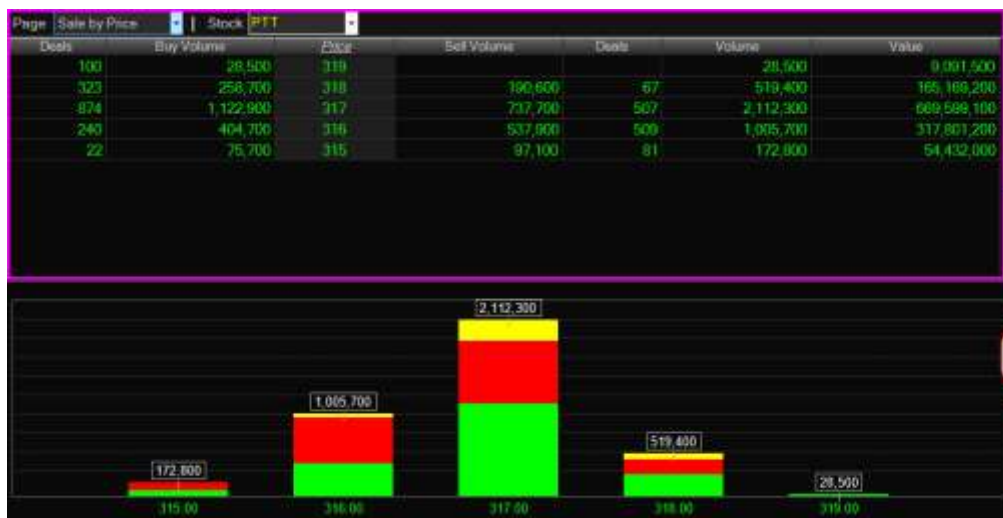 Page Sale by Price | Stock PTT
Deals Buy Volume Price Sell Volume Deals Volume Value
100 28,500 319 28,500 9,091,500
323 258,700 318 190,600 67 519,400 165,169,200
874 1,122,900 317 737,700 507 2,112,300 669,599,100
240 404,700 316 537,900 509 1,005,700 317,801,200
22 75,700 315 97,100 81 172,800 54,432,000
2,112,300
1,005,700
519,400
172,800
28,500
315.00 316.00 317.00 318.00 319.00